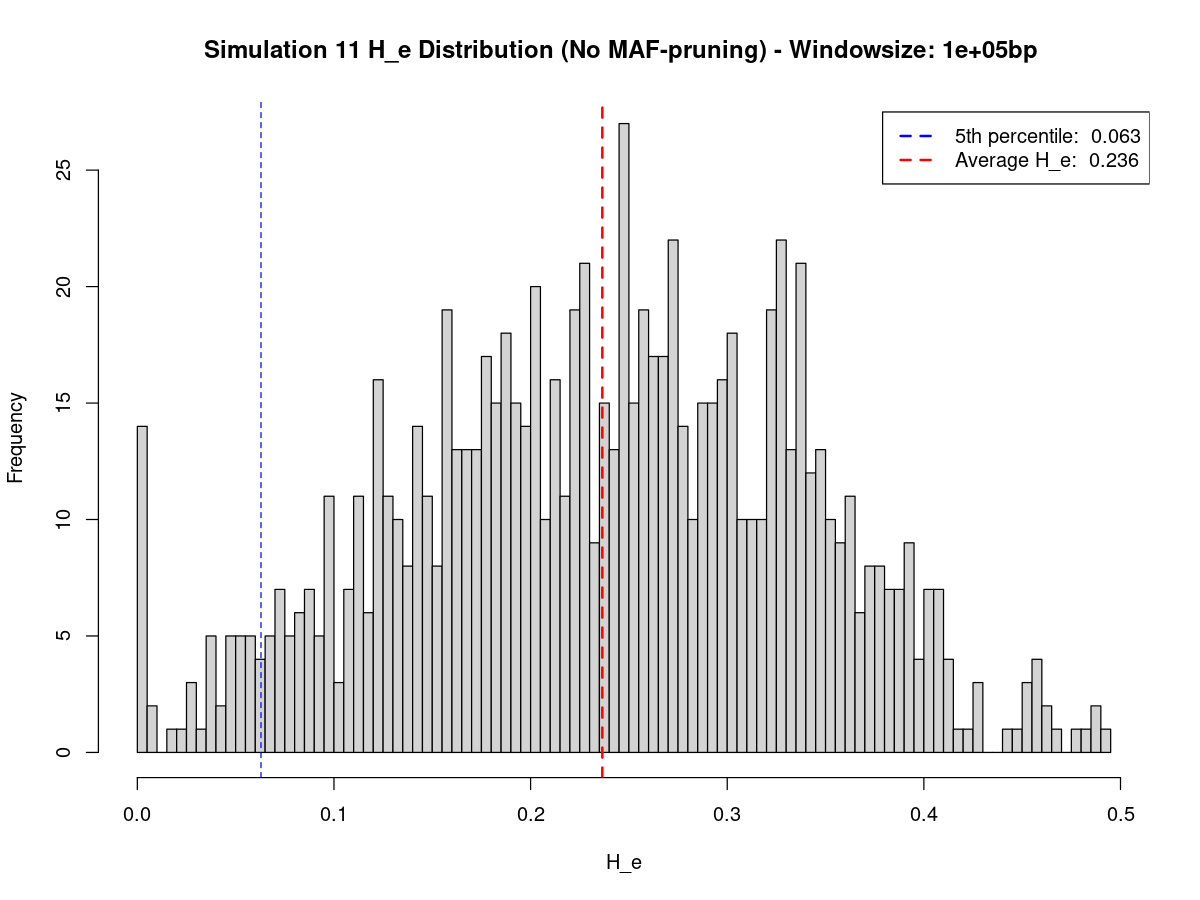 Simulation 11 H_e Distribution (No MAF-pruning) - Windowsize: 1e+05bp
5th percentile: 0.063
Average H_e: 0.236
Frequency
25
20
15
10
5
0
0.0 0.1 0.2 0.3 0.4 0.5
H_e